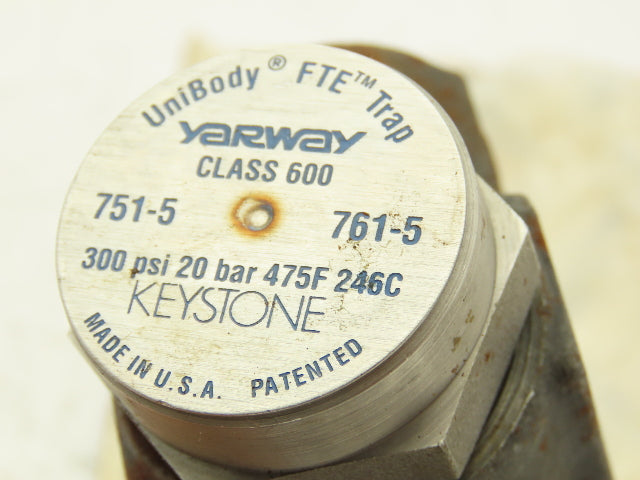 UniBody® FTE™ Trap
YARWAY
CLASS 600
751-5 761-5
300 psi 20 bar 475F 246C
KEYSTONE
MADE IN U.S.A. PATENTED